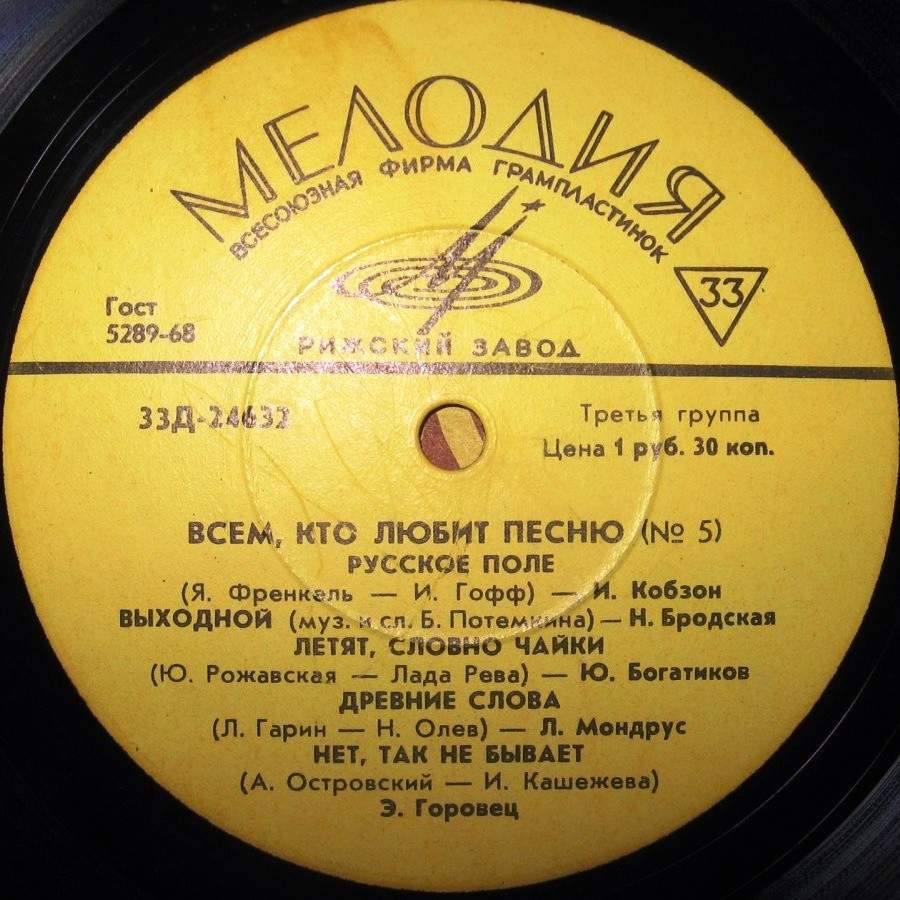 МЕЛОДИЯ
ВСЕСОЮЗНАЯ ФИРМА ГРАМПЛАСТИНОК
33
Гост
5289-68
РИЖСКИЙ ЗАВОД
33Д-24632
Третья группа
Цена 1 руб. 30 коп.
ВСЕМ, КТО ЛЮБИТ ПЕСНЮ (№ 5)
РУССКОЕ ПОЛЕ
(Я. Френкель — И. Гофф) — И. Кобзон
ВЫХОДНОЙ (муз. и сл. Б. Потемкина) — Н. Бродская
ЛЕТЯТ, СЛОВНО ЧАЙКИ
(Ю. Рожавская — Лада Рева) — Ю. Богатиков
ДРЕВНИЕ СЛОВА
(Л. Гарин — Н. Олев) — Л. Мондрус
НЕТ, ТАК НЕ БЫВАЕТ
(А. Островский — И. Кашежева)
Э. Горовец